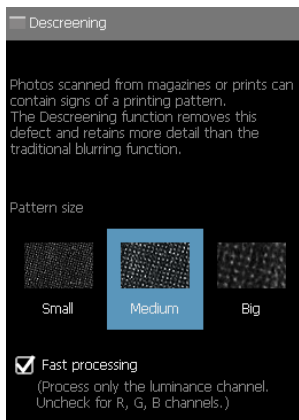 Descreening
Photos scanned from magazines or prints can
contain signs of a printing pattern.
The Descreening function removes this
defect and retains more detail than the
traditional blurring function.
Pattern size
Small Medium Big
Fast processing
(Process only the luminance channel.
Uncheck for R, G, B channels.)